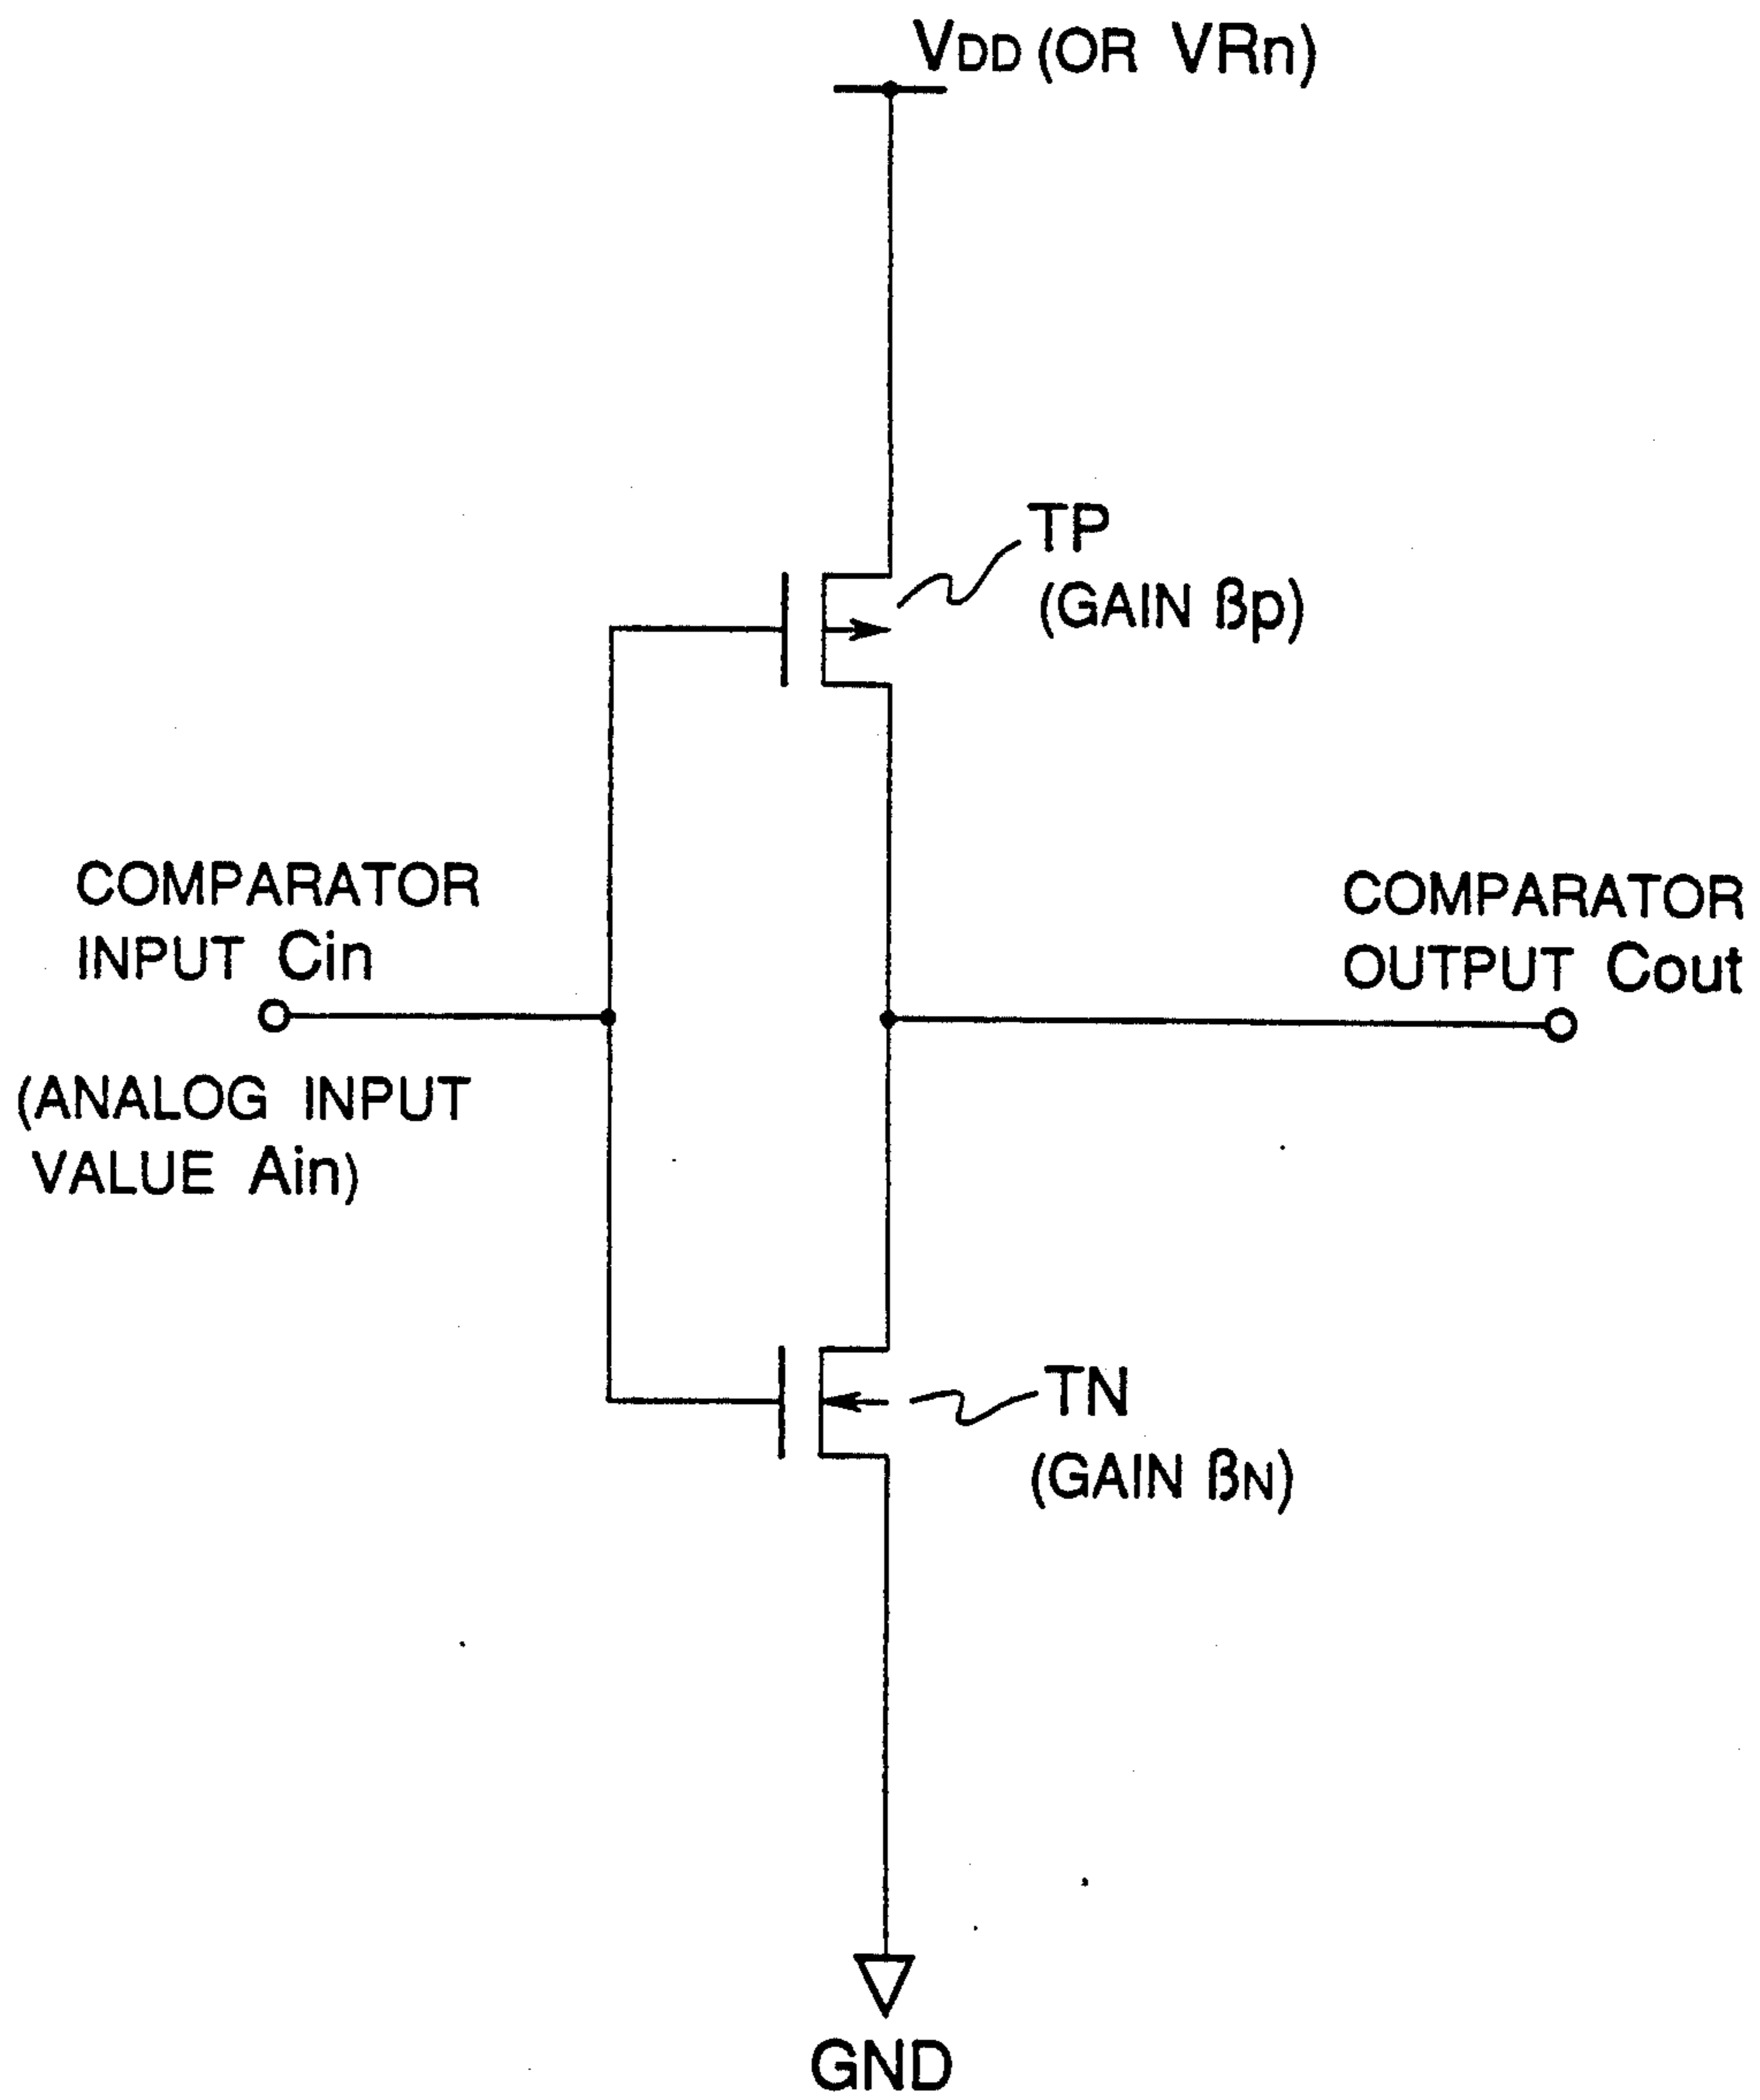 VDD (OR VRn)
TP
(GAIN βp)
COMPARATOR
INPUT Cin
COMPARATOR
OUTPUT Cout
(ANALOG INPUT
VALUE Ain)
TN
(GAIN βN)
GND